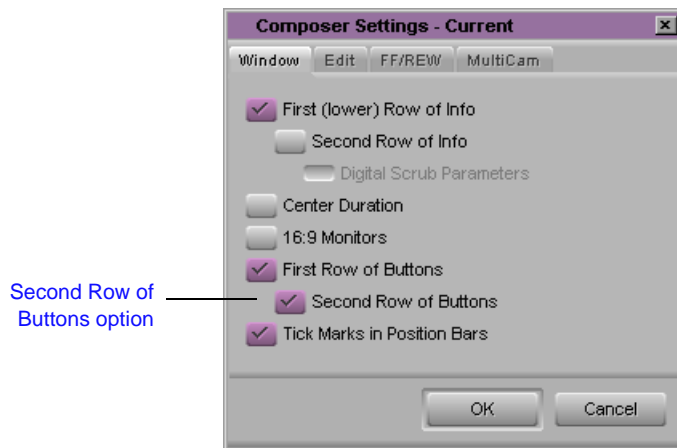 Composer Settings - Current
Window Edit FF/REW MultiCam
First (lower) Row of Info
Second Row of Info
Digital Scrub Parameters
Center Duration
16:9 Monitors
First Row of Buttons
Second Row of Buttons
Tick Marks in Position Bars
OK Cancel
Second Row of
Buttons option